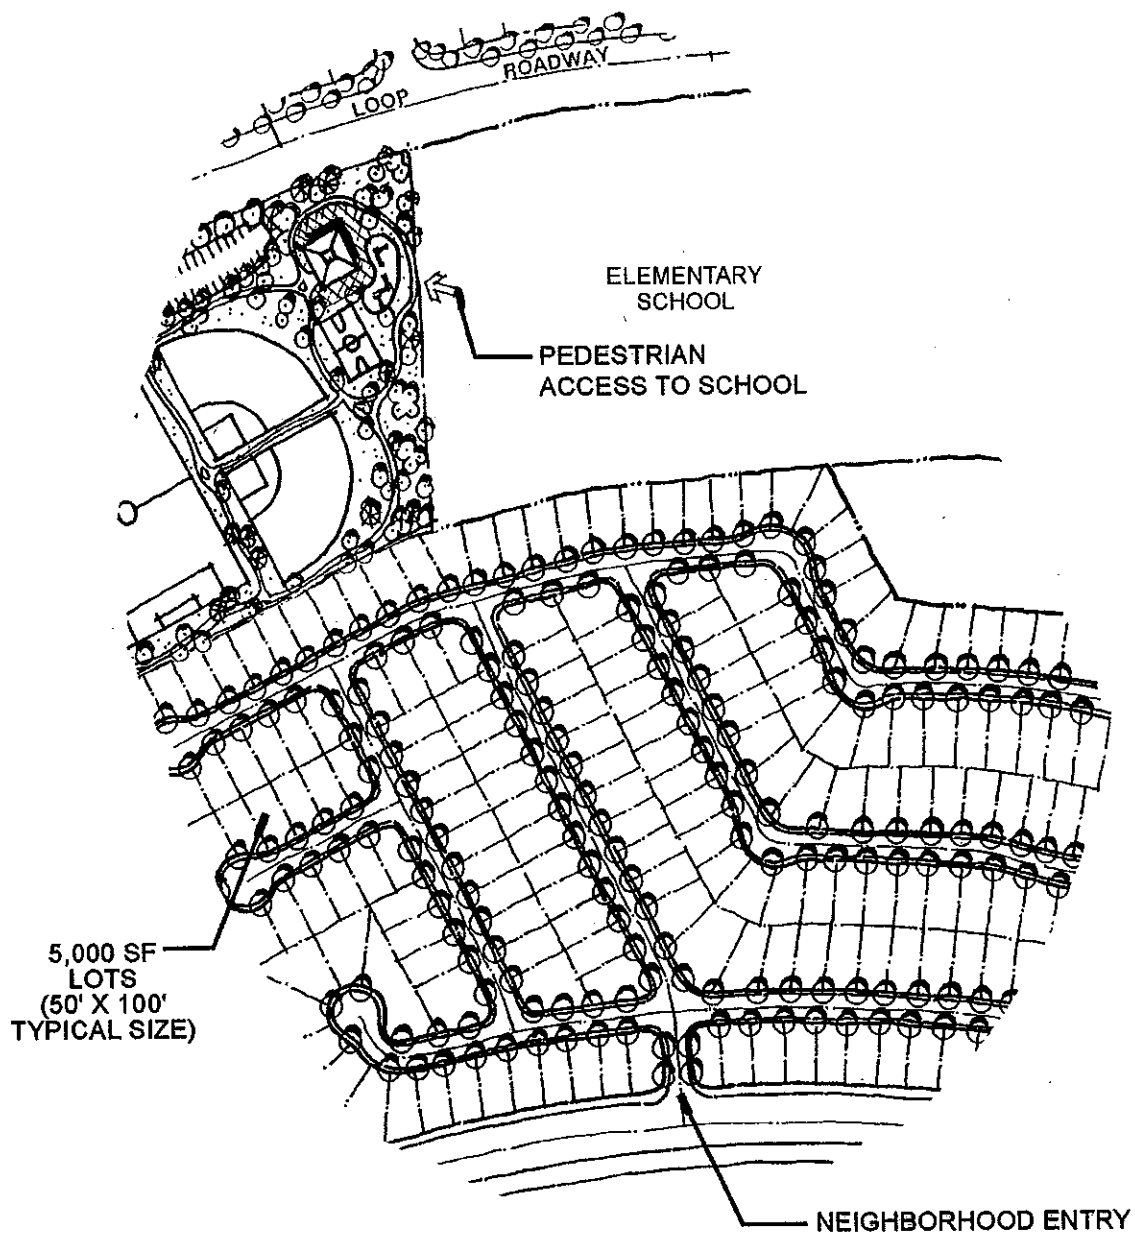 ROADWAY
LOOP
ELEMENTARY
SCHOOL
PEDESTRIAN
ACCESS TO SCHOOL
5,000 SF
LOTS
(50' X 100'
TYPICAL SIZE)
NEIGHBORHOOD ENTRY